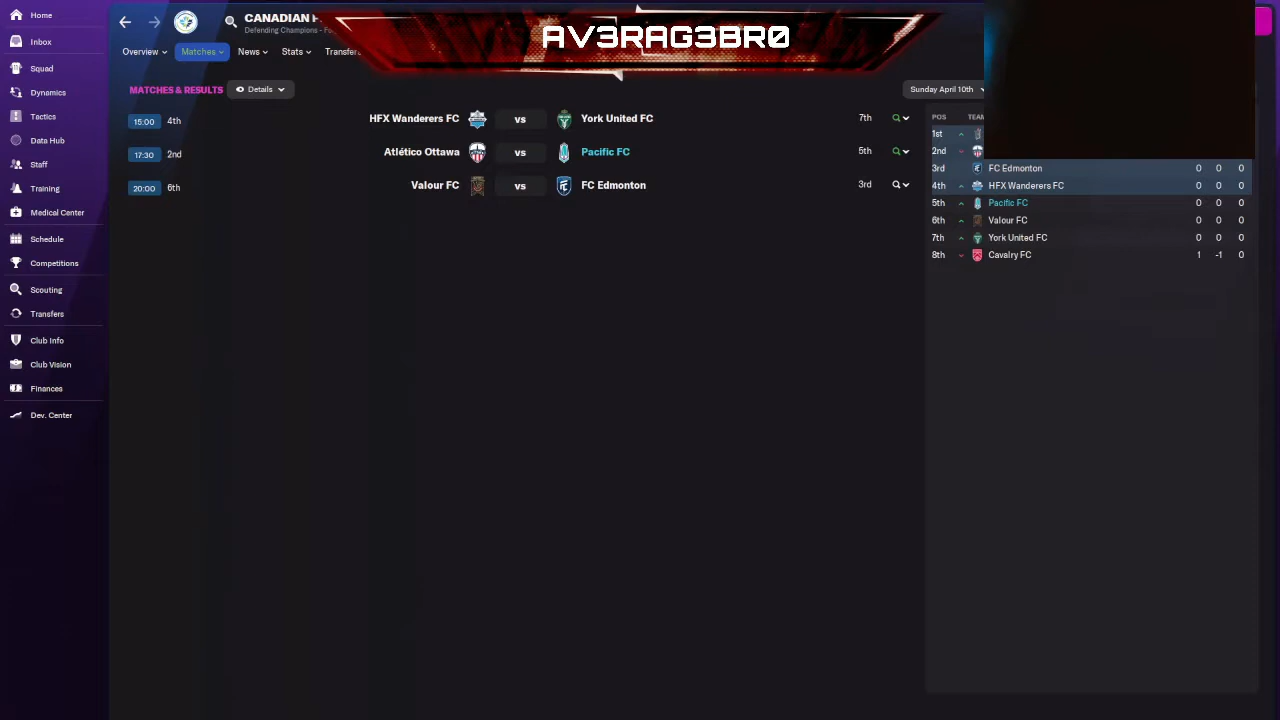 Home
Inbox
Squad
Dynamics
Tactics
Data Hub
Staff
Training
Medical Center
Schedule
Competitions
Scouting
Transfers
Club Info
Club Vision
Finances
Dev. Center
CANADIAN
Defending Champions
AV3RAG3BR0
Overview
Matches
News
Stats
Transfers
MATCHES & RESULTS
Details
Sunday April 10th
15:00 4th HFX Wanderers FC vs York United FC 7th
17:30 2nd Atlético Ottawa vs Pacific FC 5th
20:00 6th Valour FC vs FC Edmonton 3rd
POS TEAM
1st
2nd
3rd FC Edmonton 0 0 0
4th HFX Wanderers FC 0 0 0
5th Pacific FC 0 0 0
6th Valour FC 0 0 0
7th York United FC 0 0 0
8th Cavalry FC 1 -1 0